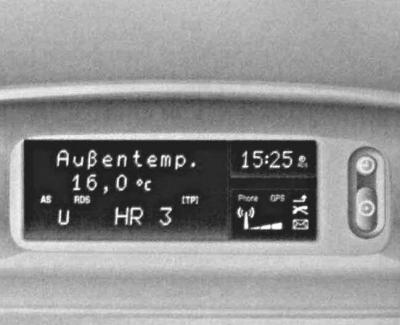 Außentemp.
16,0 °C
AS RDS [TP]
U HR 3
15:25
Phone GPS